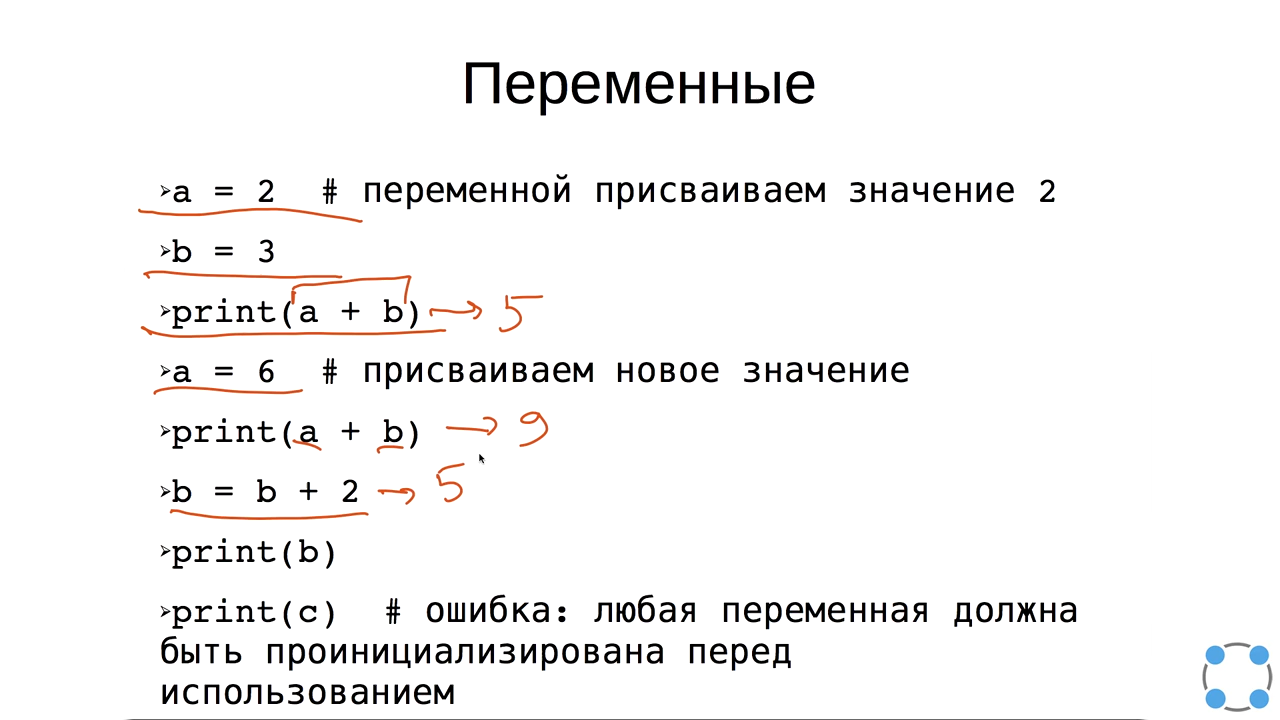 Переменные
➢a = 2  # переменной присваиваем значение 2
➢b = 3
➢print(a + b) → 5
➢a = 6  # присваиваем новое значение
➢print(a + b) → 9
➢b = b + 2 → 5
➢print(b)
➢print(c)  # ошибка: любая переменная должна
быть проинициализирована перед
использованием